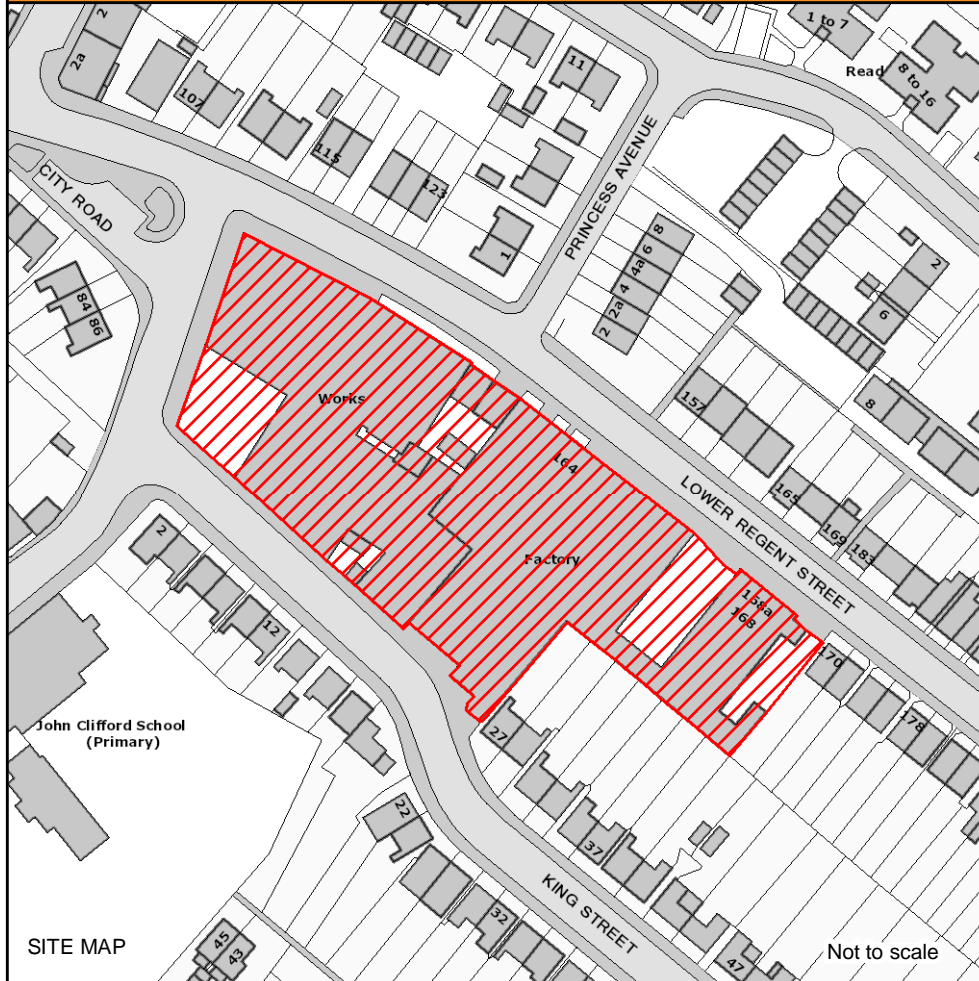 2
2a
107
115
123
11
1
1 to 7
Read
8 to 16
CITY ROAD
PRINCESS AVENUE
84
86
8
6
4a
4
2a
2
2
6
8
Works
164
157
165
169
183
LOWER REGENT STREET
Factory
168a
168
170
178
2
12
John Clifford School
(Primary)
27
37
47
22
32
KING STREET
45
43
SITE MAP
Not to scale